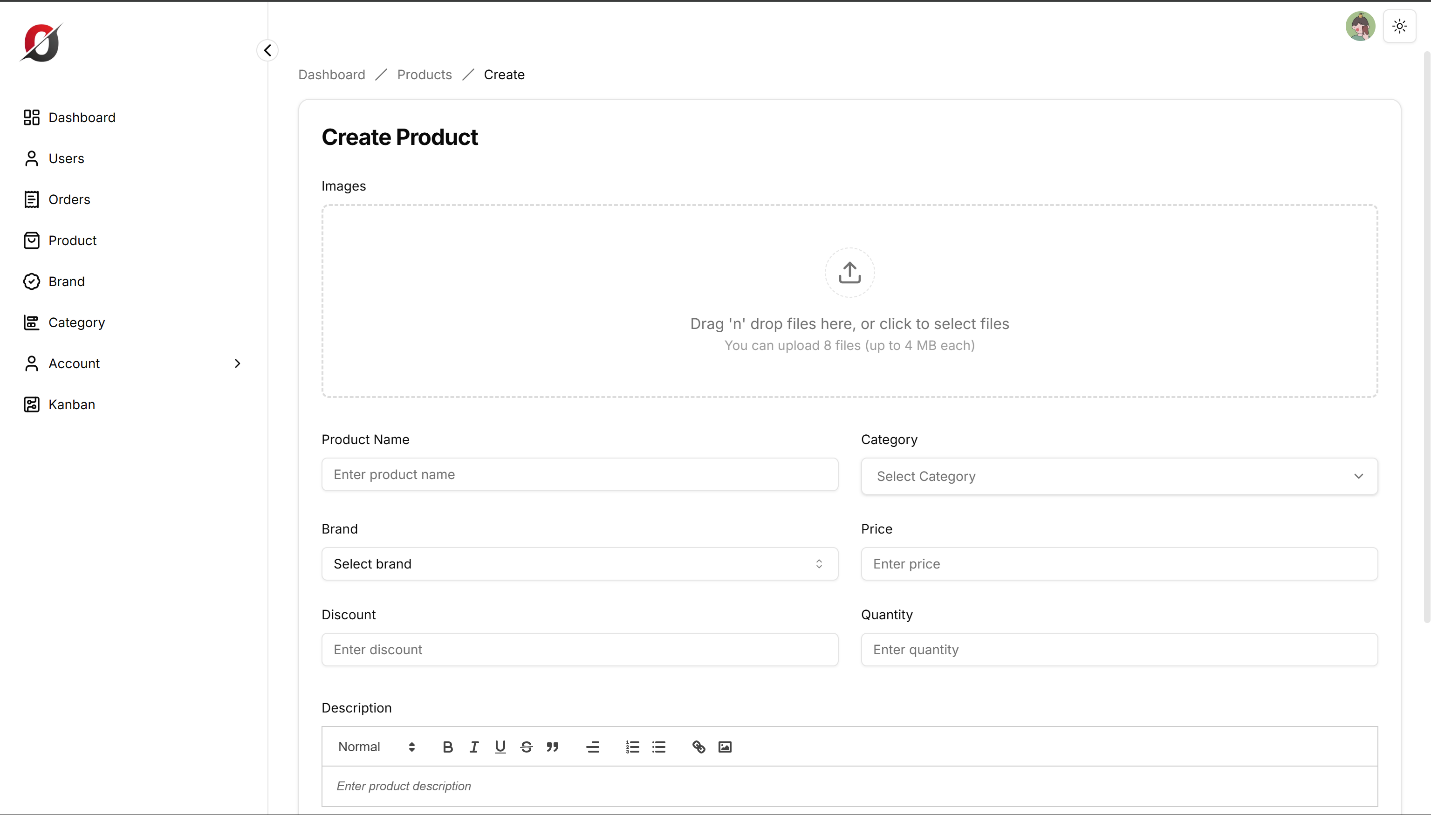 Dashboard
Users
Orders
Product
Brand
Category
Account
Kanban
Dashboard / Products / Create
Create Product
Images
Drag 'n' drop files here, or click to select files
You can upload 8 files (up to 4 MB each)
Product Name
Enter product name
Category
Select Category
Brand
Select brand
Price
Enter price
Discount
Enter discount
Quantity
Enter quantity
Description
Normal
Enter product description